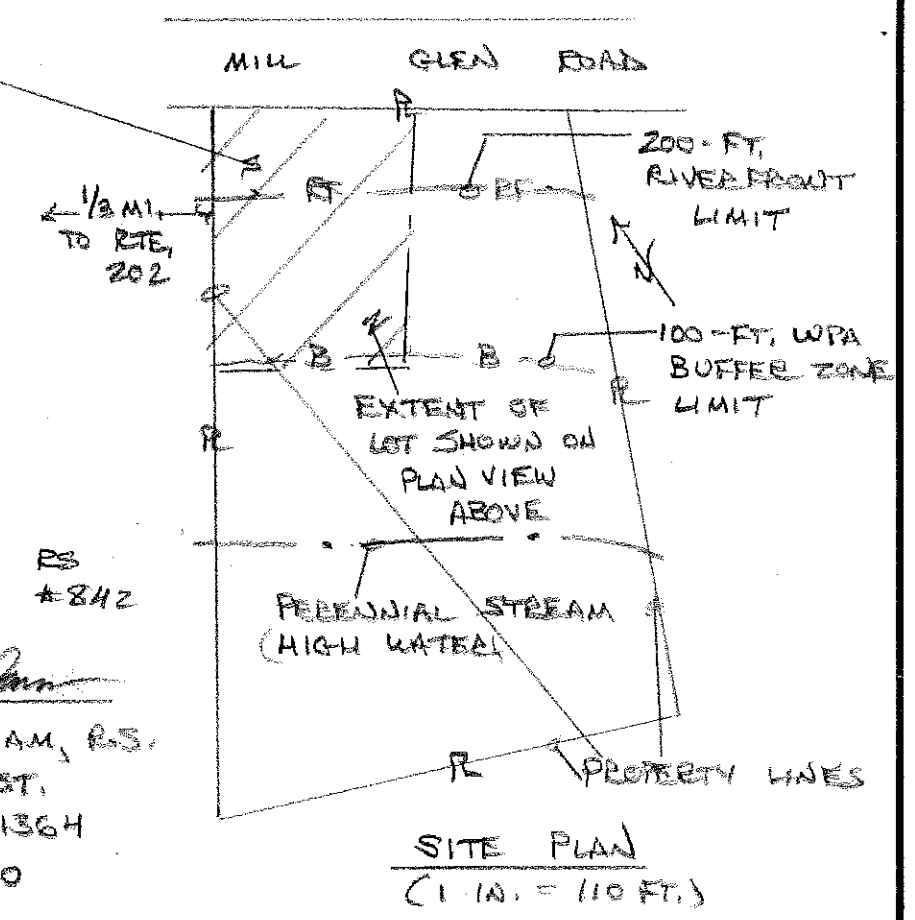 MILL GLEN ROAD
PL
200-FT.
RIVERFRONT
LIMIT
RF RF
1/3 MI.
TO RTE.
202
N
100-FT. WPA
BUFFER ZONE
LIMIT
B B
PL
EXTENT OF
LOT SHOWN ON
PLAN VIEW
ABOVE
PL
RS
#842
PERENNIAL STREAM
(HIGH WATER)
AM, R.S.
ST.
1364
0
PL
PROPERTY LINES
SITE PLAN
(1 IN. = 110 FT.)